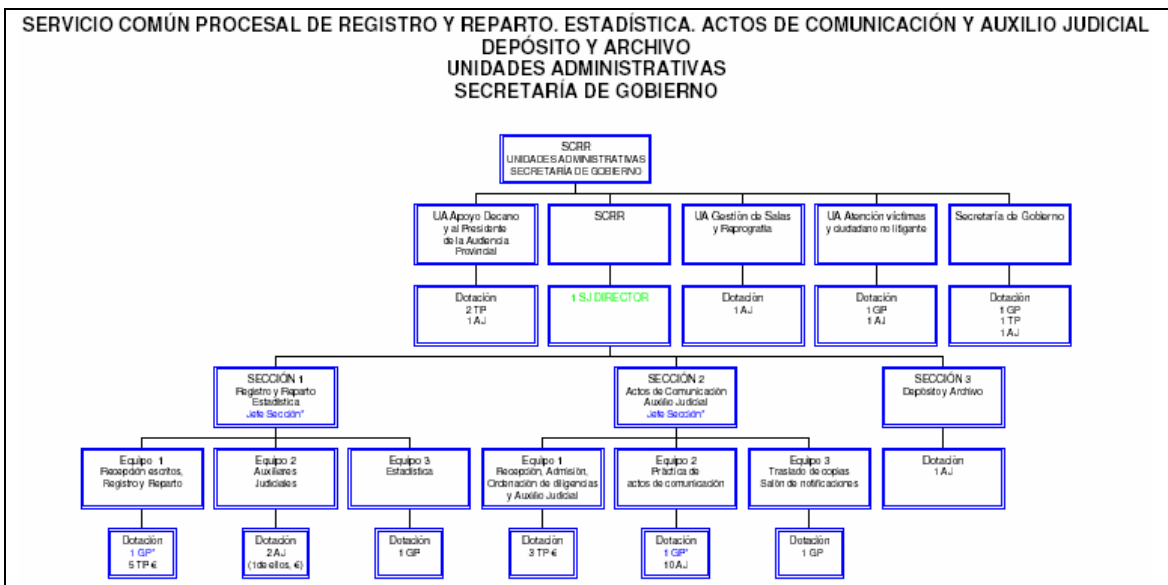 SERVICIO COMÚN PROCESAL DE REGISTRO Y REPARTO. ESTADÍSTICA. ACTOS DE COMUNICACIÓN Y AUXILIO JUDICIAL
DEPÓSITO Y ARCHIVO
UNIDADES ADMINISTRATIVAS
SECRETARÍA DE GOBIERNO
SCRR
UNIDADES ADMINISTRATIVAS
SECRETARÍA DE GOBIERNO
UA Apoyo Decano
y al Presidente
de la Audiencia
Provincial
SCRR
UA Gestión de Salas
y Reprografía
UA Atención víctimas
y ciudadano no litigante
Secretaría de Gobierno
Dotación
2 TP
1 AJ
1 SJ DIRECTOR
Dotación
1 AJ
Dotación
1 GP
1 AJ
Dotación
1 GP
1 TP
1 AJ
SECCIÓN 1
Registro y Reparto
Estadística
Jefe Sección*
SECCIÓN 2
Actos de Comunicación
Auxilio Judicial
Jefe Sección*
SECCIÓN 3
Depósito y Archivo
Equipo 1
Recepción escritos,
Registro y Reparto
Equipo 2
Auxiliares
Judiciales
Equipo 3
Estadística
Equipo 1
Recepción, Admisión,
Ordenación de diligencias
y Auxilio Judicial
Equipo 2
Práctica de
actos de comunicación
Equipo 3
Traslado de copias
Salón de notificaciones
Dotación
1 AJ
Dotación
1 GP*
5 TP €
Dotación
2 AJ
(1 de ellos, €)
Dotación
1 GP
Dotación
3 TP €
Dotación
1 GP*
10 AJ
Dotación
1 GP